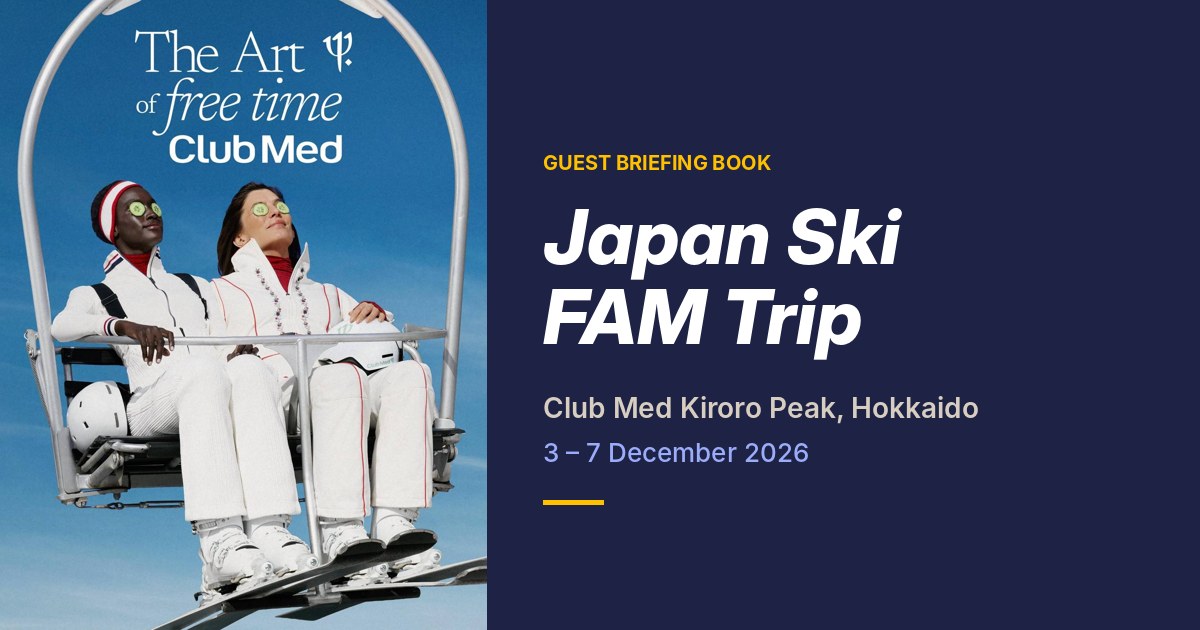 The Art
of free time
Club Med
GUEST BRIEFING BOOK
Japan Ski
FAM Trip
Club Med Kiroro Peak, Hokkaido
3 – 7 December 2026